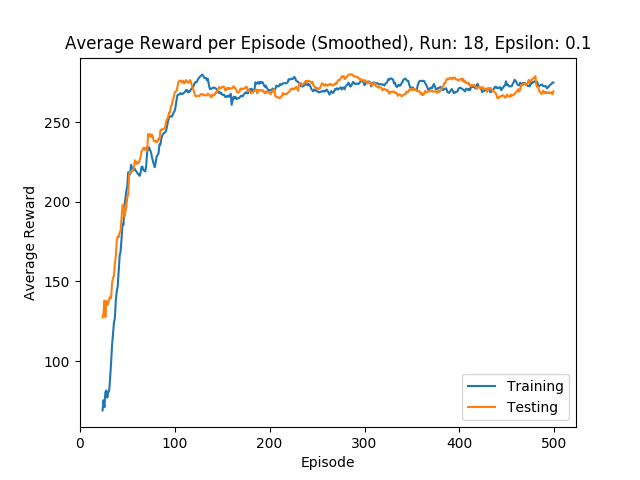 Average Reward per Episode (Smoothed), Run: 18, Epsilon: 0.1
Average Reward
250
200
150
100
0
100
200
300
400
500
Episode
Training
Testing